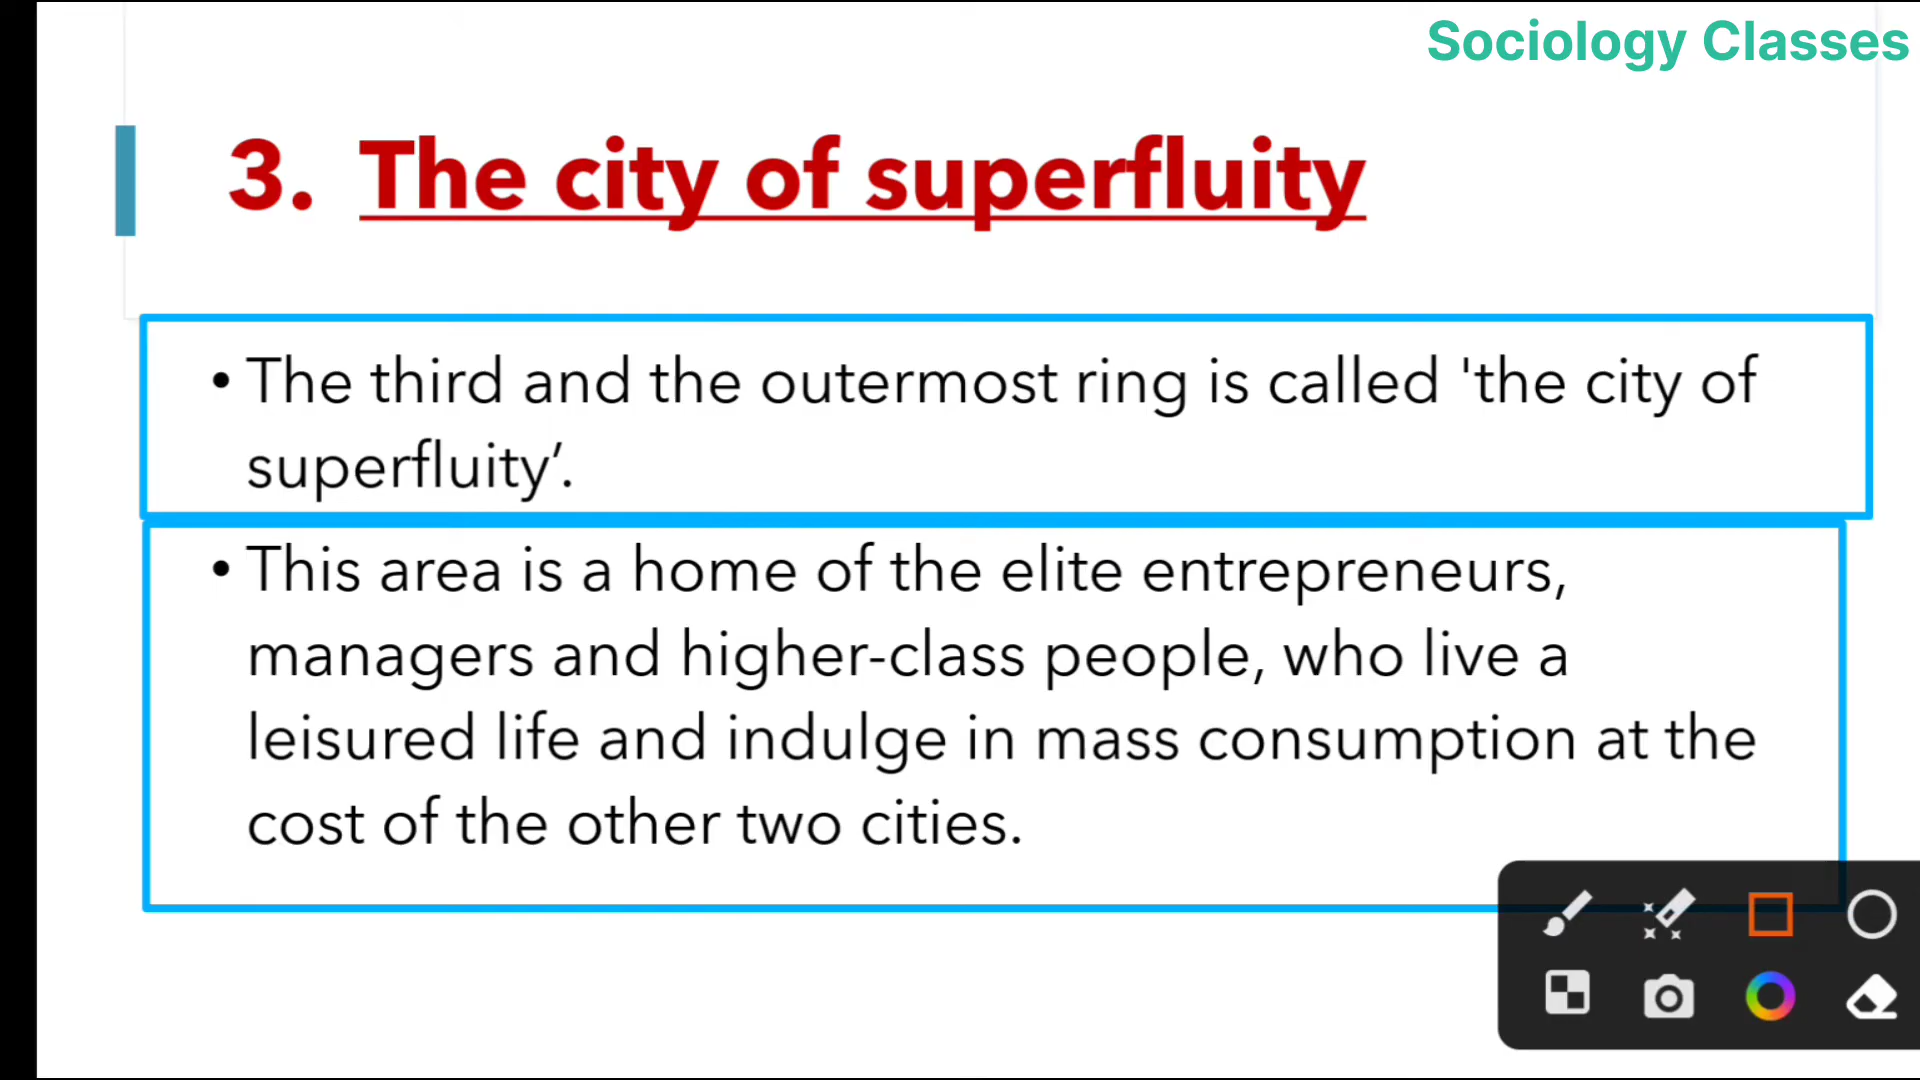 Sociology Classes
3. The city of superfluity
• The third and the outermost ring is called 'the city of
superfluity’.
• This area is a home of the elite entrepreneurs,
managers and higher-class people, who live a
leisured life and indulge in mass consumption at the
cost of the other two cities.